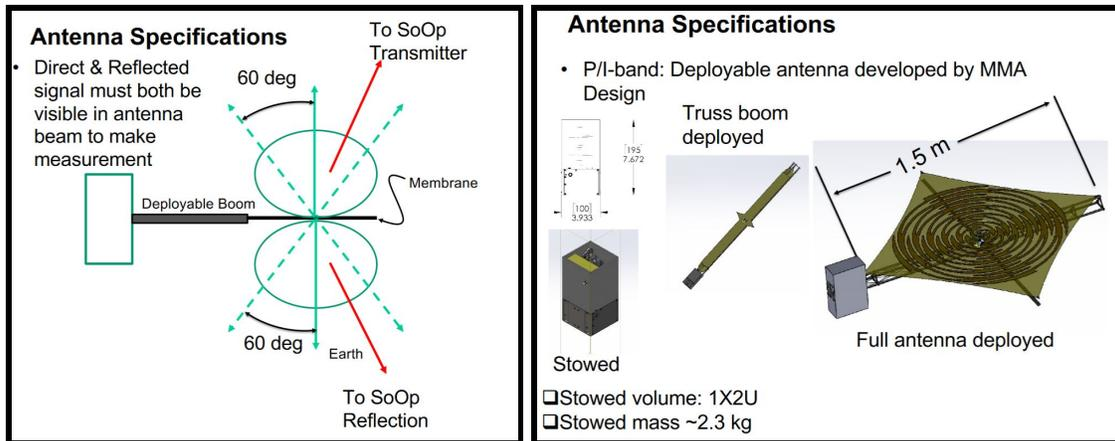 Antenna Specifications
• Direct & Reflected
signal must both be
visible in antenna
beam to make
measurement
60 deg
To SoOp
Transmitter
Deployable Boom
Membrane
60 deg
Earth
To SoOp
Reflection
Antenna Specifications
• P/I-band: Deployable antenna developed by MMA
Design
Truss boom
deployed
[195]
7.672
[100]
3.933
1.5 m
Stowed
Full antenna deployed
❑Stowed volume: 1X2U
❑Stowed mass ~2.3 kg